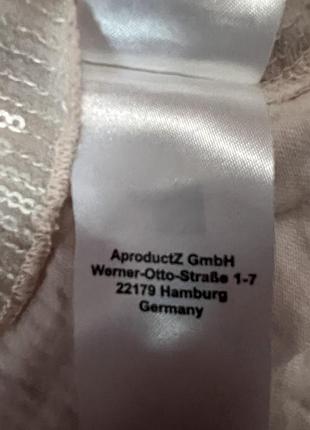 AproductZ GmbH
Werner-Otto-Straße 1-7
22179 Hamburg
Germany